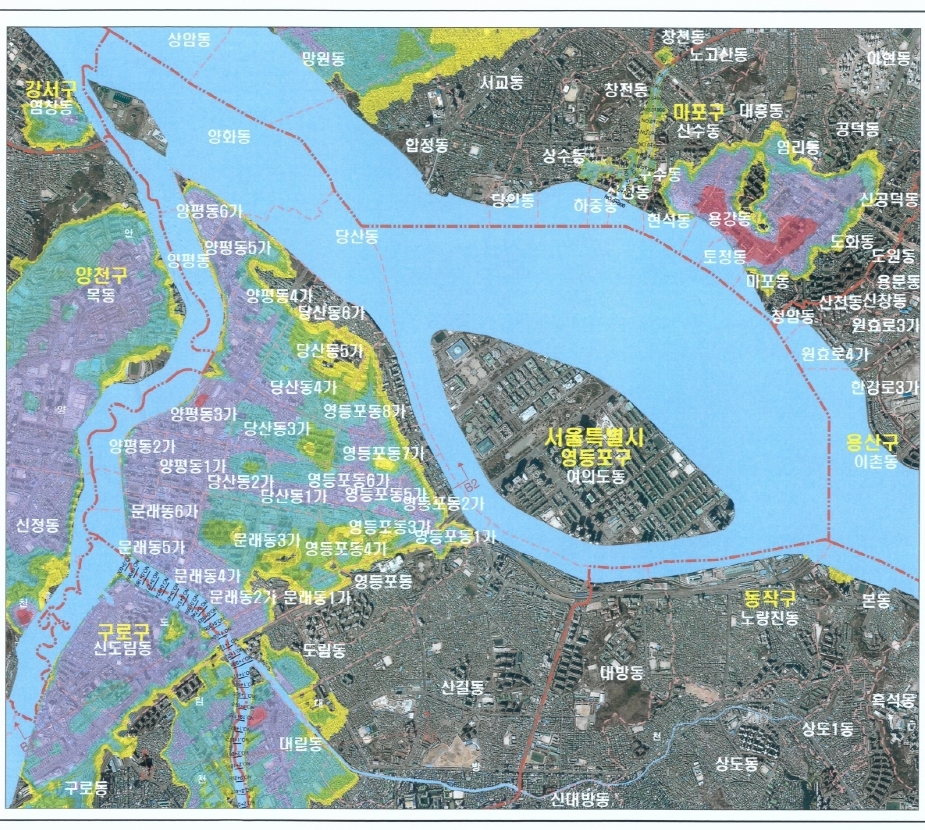 상암동
망원동
창천동
노고산동
아현동
강서구
염창동
서교동
창전동
마포구
대흥동
신수동
공덕동
양화동
합정동
상수동
염리동
구수동
신정동
당인동
하중동
신공덕동
현석동
용강동
양평동6가
당산동
양평동5가
양평동
토정동
도화동
도원동
양천구
목동
안
양평동4가
당산동6가
마포동
용문동
산천동
신창동
청암동
원효로3가
당산동5가
원효로4가
당산동4가
한강로3가
양평동3가
영등포동8가
양
당산동3가
서울특별시
영등포구
여의도동
용산구
이촌동
양평동2가
영등포동7가
양평동1가
당산동2가
영등포동6가
당산동1가
영등포동5가
B2
영등포동2가
문래동6가
신정동
영등포동3가
영등포동1가
문래동3가
영등포동4가
문래동5가
문래동4가
영등포동
문래동2가
문래동1가
천
동작구
노량진동
본동
구로구
신도림동
도
도림동
림
신길동
대방동
흑석동
대
대림동
상도1동
천
상도동
방
천
구로동
신대방동